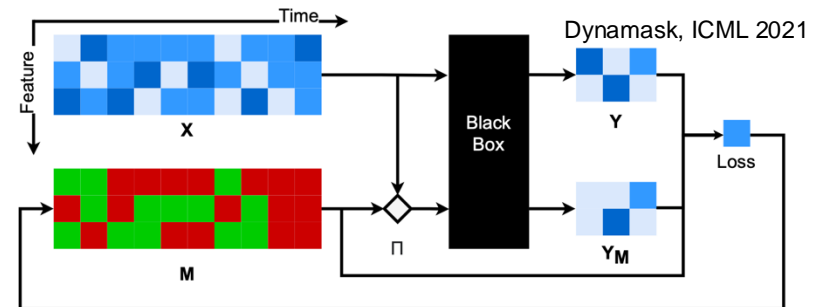 Time
Dynamask, ICML 2021
Feature
X
Black
Box
Y
Loss
M
Π
YM